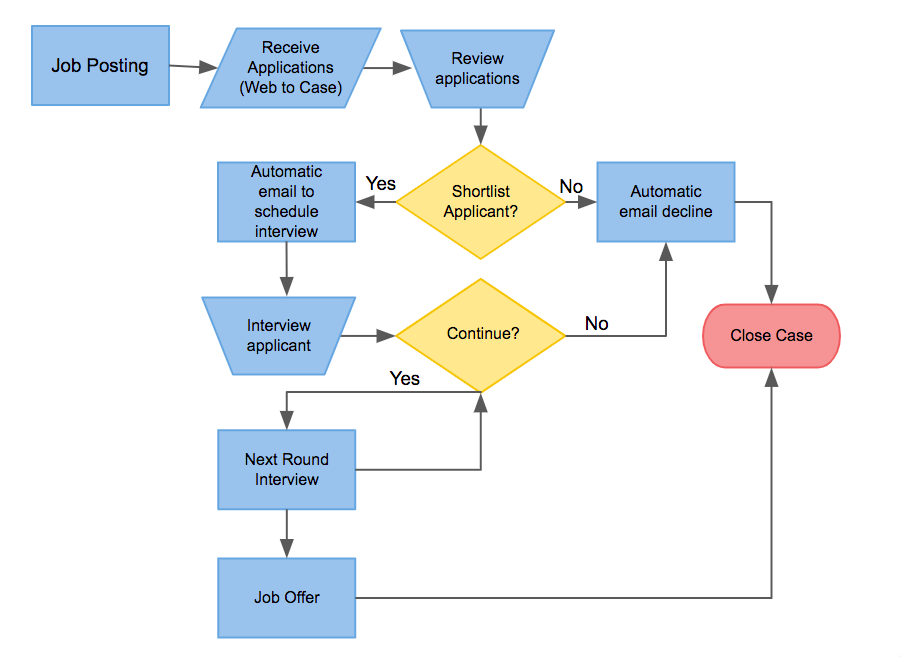 Job Posting
Receive
Applications
(Web to Case)
Review
applications
Automatic
email to
schedule
interview
Yes
Shortlist
Applicant?
No
Automatic
email decline
Interview
applicant
Continue?
No
Close Case
Yes
Next Round
Interview
Job Offer